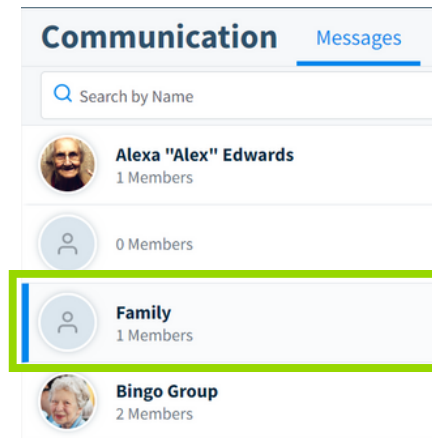 Communication Messages
Search by Name
Alexa "Alex" Edwards
1 Members
0 Members
Family
1 Members
Bingo Group
2 Members